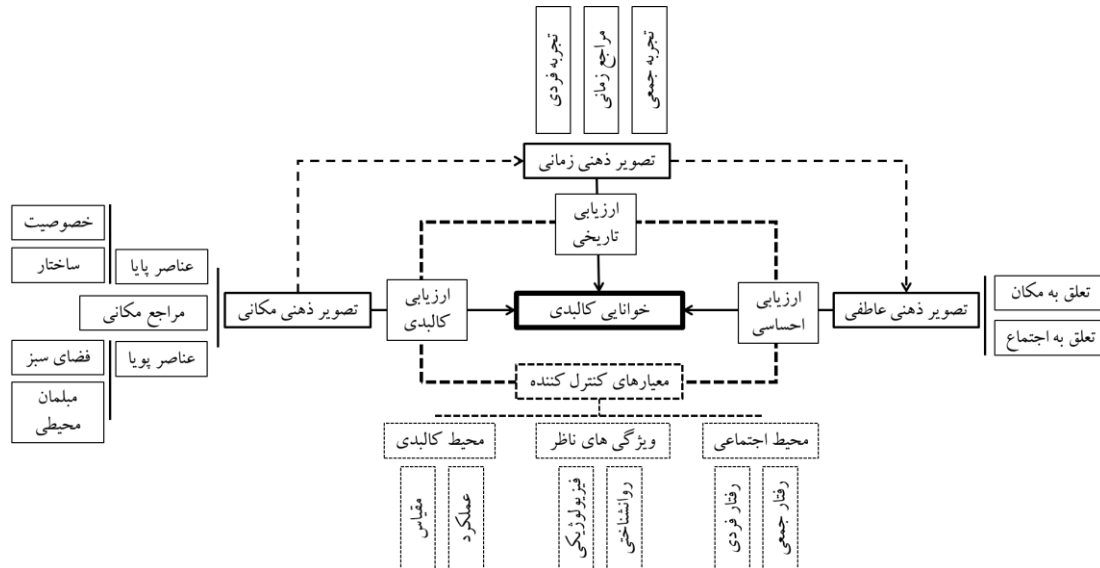 تجربه جمعی
مراجع زمانی
تجربه فردی
تصویر ذهنی زمانی
ارزیابی
تاریخی
تعلق به مکان
تعلق به اجتماع
تصویر ذهنی عاطفی
ارزیابی
احساسی
خوانایی کالبدی
ارزیابی
کالبدی
تصویر ذهنی مکانی
عناصر پایا
خصوصیت
ساختار
مراجع مکانی
عناصر پویا
فضای سبز
مبلمان
محیطی
معیارهای کنترل کننده
محیط اجتماعی
ویژگی های ناظر
محیط کالبدی
رفتار جمعی
رفتار فردی
روانشناختی
فیزیولوژیکی
عملکرد
مقیاس